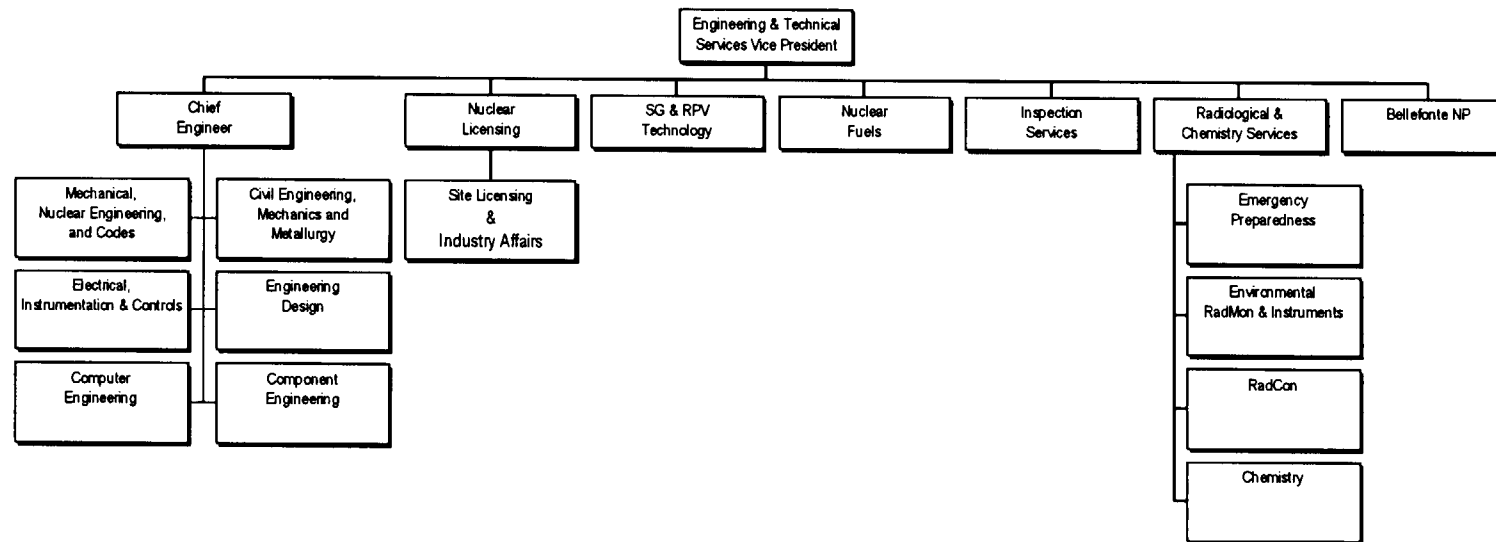 Engineering & Technical
Services Vice President
Chief
Engineer
Nuclear
Licensing
SG & RPV
Technology
Nuclear
Fuels
Inspection
Services
Radiological &
Chemistry Services
Bellefonte NP
Mechanical,
Nuclear Engineering,
and Codes
Civil Engineering,
Mechanics and
Metallurgy
Site Licensing
&
Industry Affairs
Emergency
Preparedness
Electrical,
Instrumentation & Controls
Engineering
Design
Environmental
RadMon & Instruments
Computer
Engineering
Component
Engineering
RadCon
Chemistry